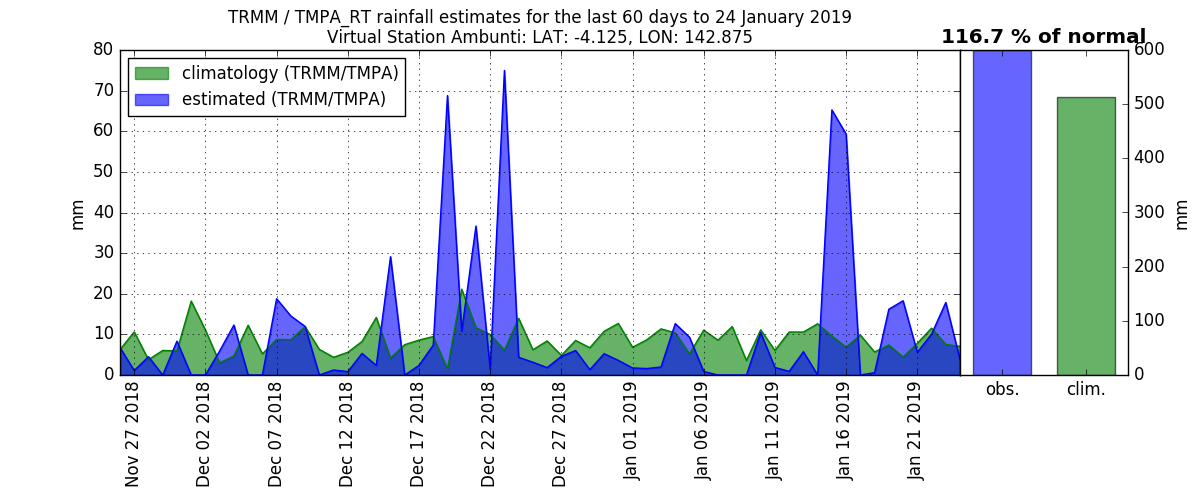 TRMM / TMPA_RT rainfall estimates for the last 60 days to 24 January 2019
Virtual Station Ambunti: LAT: -4.125, LON: 142.875
116.7 % of normal
climatology (TRMM/TMPA)
estimated (TRMM/TMPA)
mm
80
70
60
50
40
30
20
10
0
Nov 27 2018
Dec 02 2018
Dec 07 2018
Dec 12 2018
Dec 17 2018
Dec 22 2018
Dec 27 2018
Jan 01 2019
Jan 06 2019
Jan 11 2019
Jan 16 2019
Jan 21 2019
obs.
clim.
600
500
400
300
200
100
0
mm